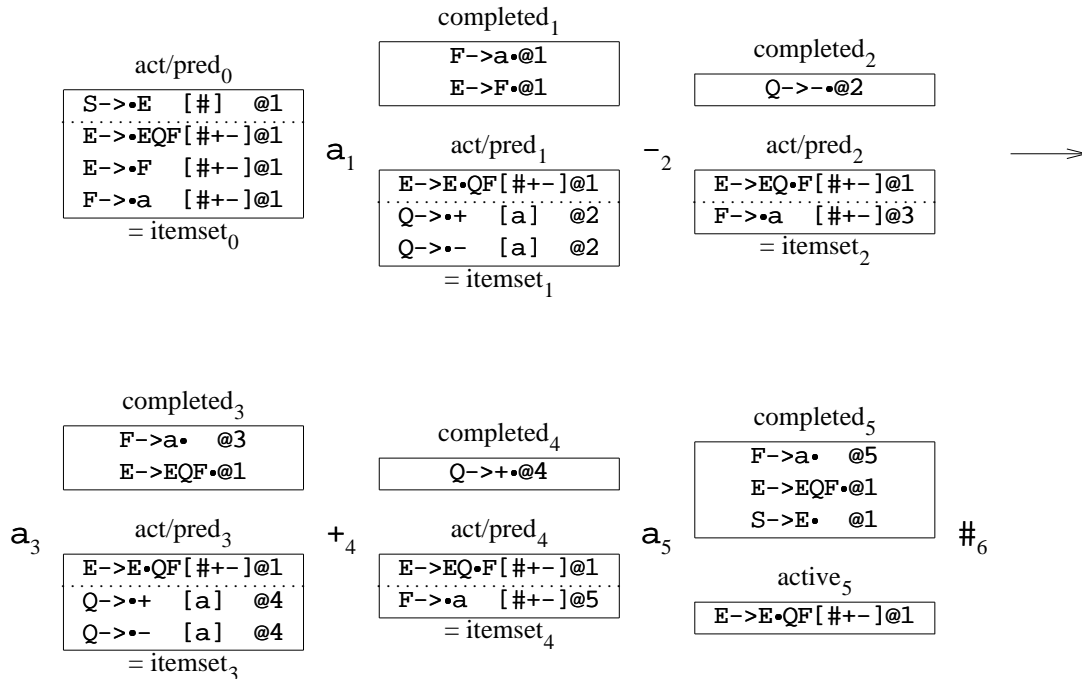 act/pred0
S->•E [#] @1
E->•EQF[#+-]@1
E->•F [#+-]@1
F->•a [#+-]@1
= itemset0
a1
completed1
F->a•@1
E->F•@1
act/pred1
E->E•QF[#+-]@1
Q->•+ [a] @2
Q->•- [a] @2
= itemset1
-2
completed2
Q->-•@2
act/pred2
E->EQ•F[#+-]@1
F->•a [#+-]@3
= itemset2
a3
completed3
F->a• @3
E->EQF•@1
act/pred3
E->E•QF[#+-]@1
Q->•+ [a] @4
Q->•- [a] @4
= itemset3
+4
completed4
Q->+•@4
act/pred4
E->EQ•F[#+-]@1
F->•a [#+-]@5
= itemset4
a5
completed5
F->a• @5
E->EQF•@1
S->E• @1
active5
E->E•QF[#+-]@1
#6